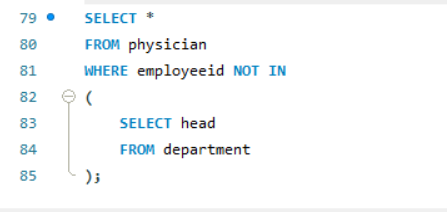 79 SELECT *
80 FROM physician
81 WHERE employeeid NOT IN
82 (
83 SELECT head
84 FROM department
85 );